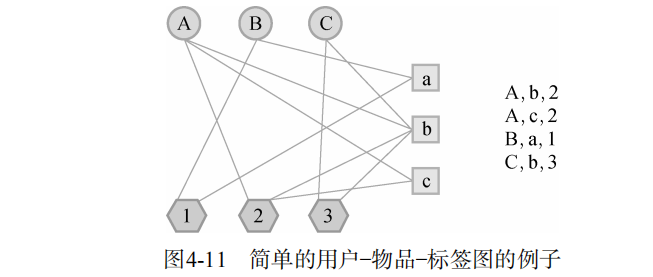 A B C
a
b
c
A, b, 2
A, c, 2
B, a, 1
C, b, 3
1 2 3
图4-11 简单的用户–物品–标签图的例子